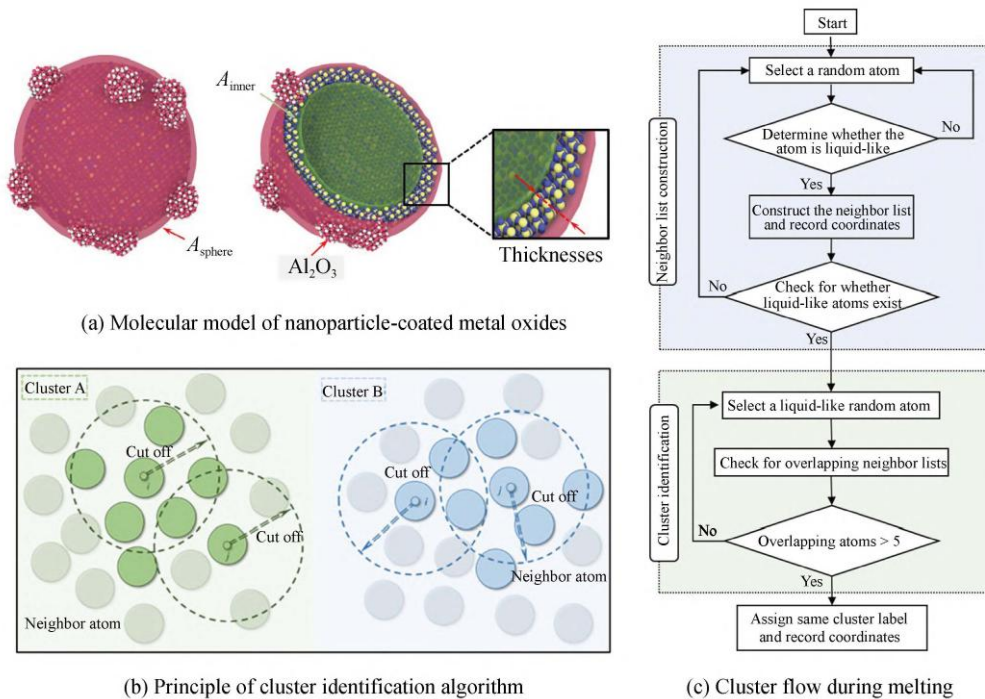 A_inner
A_sphere
Al₂O₃
Thicknesses
(a) Molecular model of nanoparticle-coated metal oxides
Cluster A
Cut off
i
Cut off
j
Neighbor atom
Cluster B
Cut off
i
j
Cut off
Neighbor atom
(b) Principle of cluster identification algorithm
Start
Neighbor list construction
Select a random atom
Determine whether the
atom is liquid-like
No
Yes
Construct the neighbor list
and record coordinates
No
Check for whether
liquid-like atoms exist
Yes
Cluster identification
Select a liquid-like random atom
Check for overlapping neighbor lists
No
Overlapping atoms > 5
Yes
Assign same cluster label
and record coordinates
(c) Cluster flow during melting